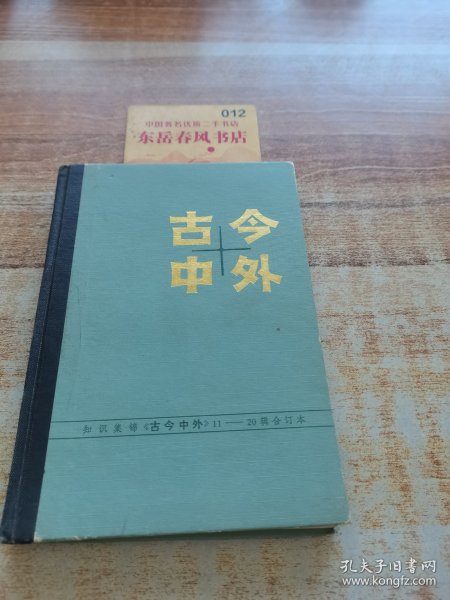 012
中国著名优质二手书店
东岳春风书店
古今
中外
知识集锦《古今中外》11——20辑合订本
孔夫子旧书网
www.kongfz.com